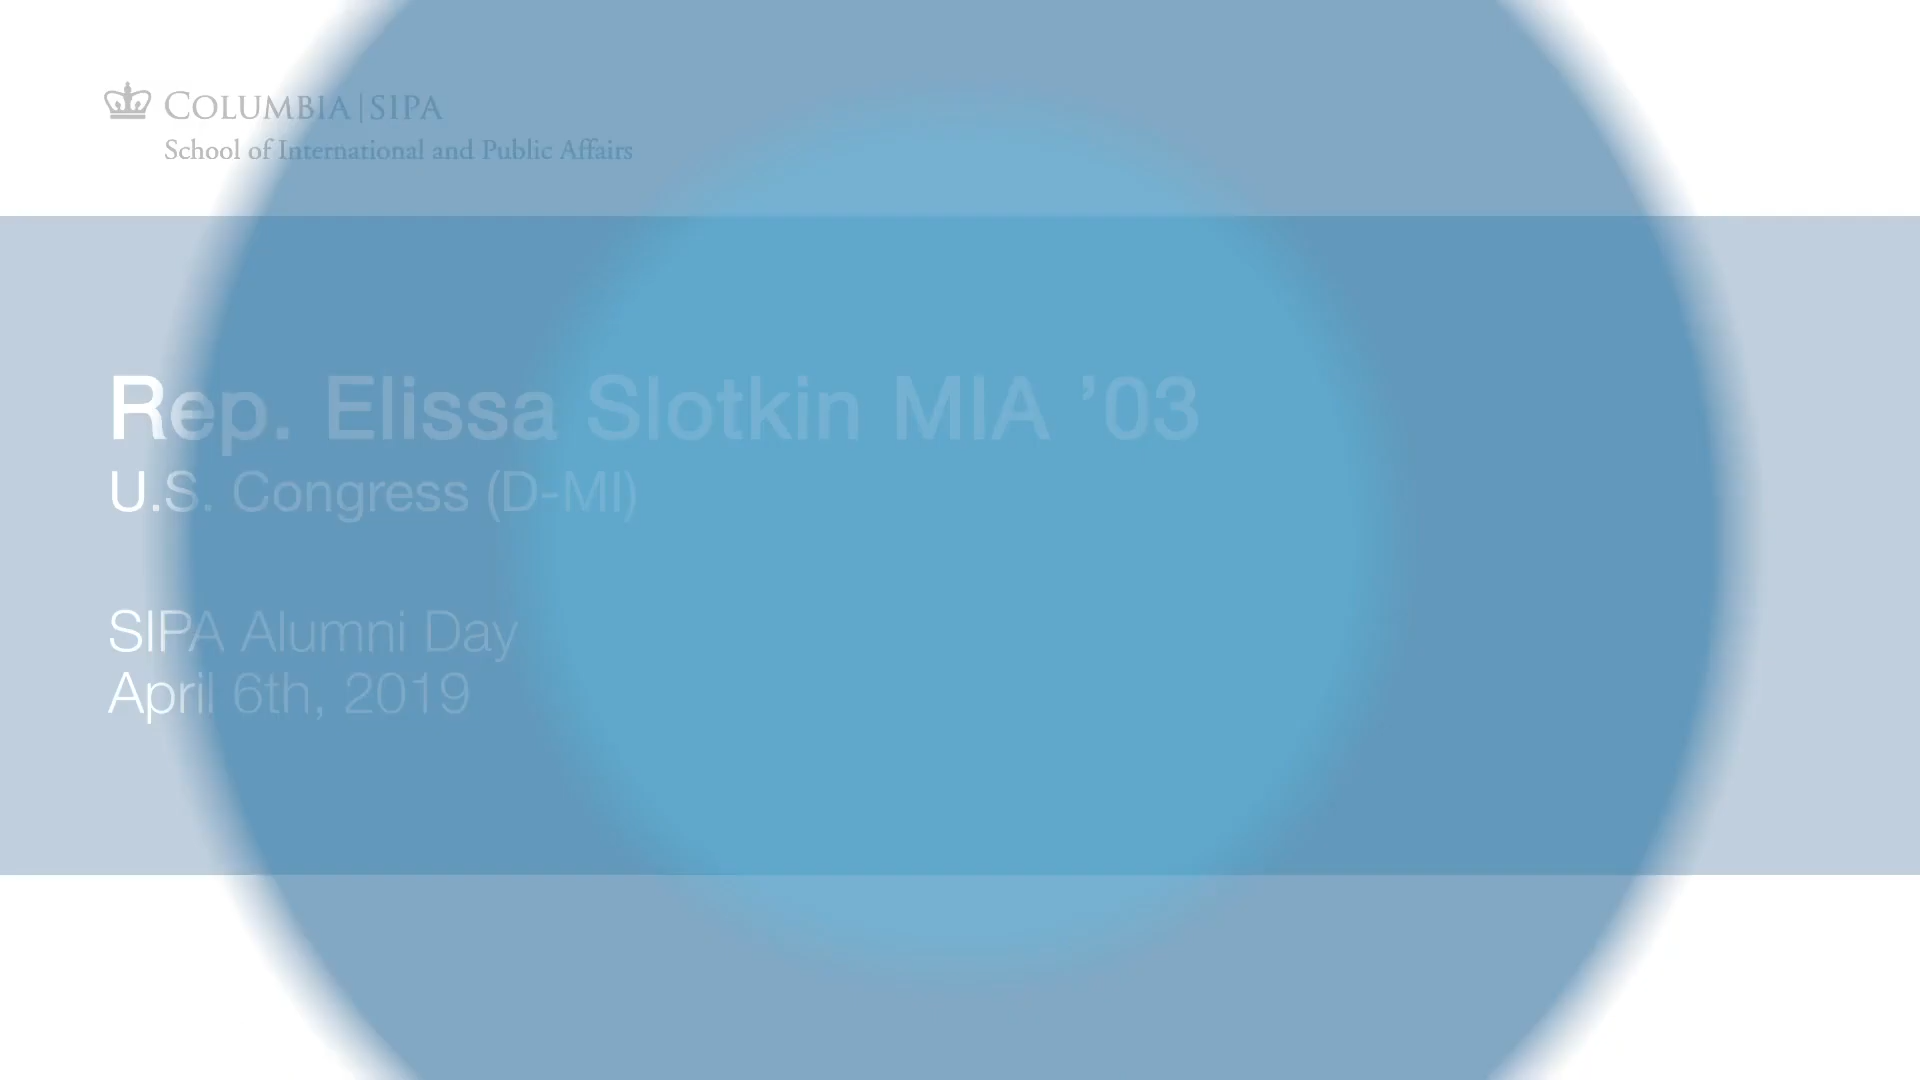 COLUMBIA | SIPA
School of International and Public Affairs
Rep. Elissa Slotkin MIA ’03
U.S. Congress (D-MI)
SIPA Alumni Day
April 6th, 2019